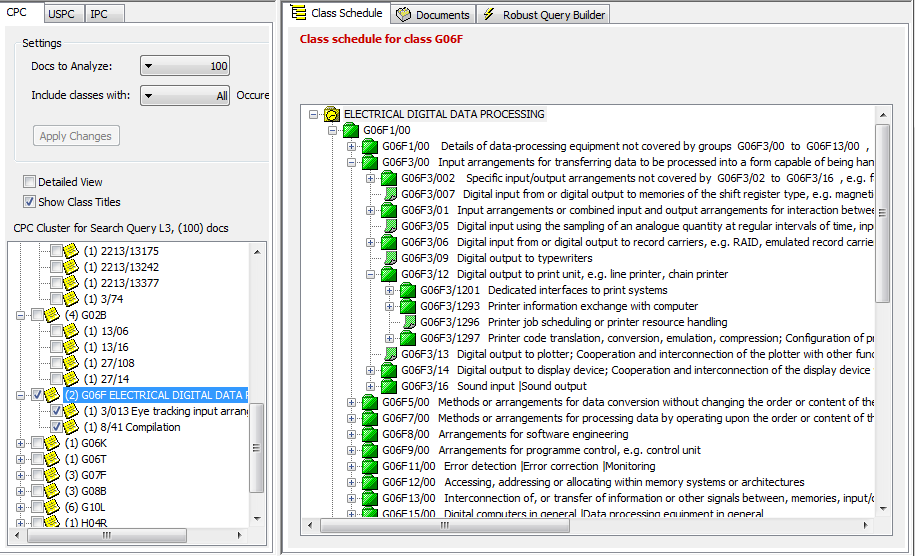 CPC USPC IPC
Settings
Docs to Analyze: 100
Include classes with: All Occure
Apply Changes
Detailed View
Show Class Titles
CPC Cluster for Search Query L3, (100) docs
(1) 2213/13175
(1) 2213/13242
(1) 2213/13377
(1) 3/74
(4) G02B
(1) 13/06
(1) 13/16
(1) 27/108
(1) 27/14
(2) G06F ELECTRICAL DIGITAL DATA
(1) 3/013 Eye tracking input arran
(1) 8/41 Compilation
(1) G06K
(1) G06T
(3) G07F
(3) G08B
(6) G10L
(1) H04R
Class Schedule Documents Robust Query Builder
Class schedule for class G06F
ELECTRICAL DIGITAL DATA PROCESSING
G06F1/00
G06F1/00 Details of data-processing equipment not covered by groups G06F3/00 to G06F13/00 ,
G06F3/00 Input arrangements for transferring data to be processed into a form capable of being han
G06F3/002 Specific input/output arrangements not covered by G06F3/02 to G06F3/16 , e.g. f
G06F3/007 Digital input from or digital output to memories of the shift register type, e.g. magneti
G06F3/01 Input arrangements or combined input and output arrangements for interaction betwee
G06F3/05 Digital input using the sampling of an analogue quantity at regular intervals of time, inp
G06F3/06 Digital input from or digital output to record carriers, e.g. RAID, emulated record carrie
G06F3/09 Digital output to typewriters
G06F3/12 Digital output to print unit, e.g. line printer, chain printer
G06F3/1201 Dedicated interfaces to print systems
G06F3/1293 Printer information exchange with computer
G06F3/1296 Printer job scheduling or printer resource handling
G06F3/1297 Printer code translation, conversion, emulation, compression; Configuration of p
G06F3/13 Digital output to plotter; Cooperation and interconnection of the plotter with other func
G06F3/14 Digital output to display device; Cooperation and interconnection of the display device
G06F3/16 Sound input |Sound output
G06F5/00 Methods or arrangements for data conversion without changing the order or content of the
G06F7/00 Methods or arrangements for processing data by operating upon the order or content of th
G06F8/00 Arrangements for software engineering
G06F9/00 Arrangements for programme control, e.g. control unit
G06F11/00 Error detection |Error correction |Monitoring
G06F12/00 Accessing, addressing or allocating within memory systems or architectures
G06F13/00 Interconnection of, or transfer of information or other signals between, memories, input/o
G06F15/00 Digital computers in general |Data processing equipment in general